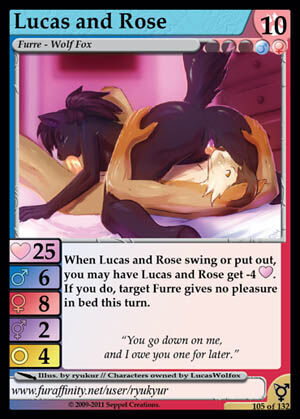 Lucas and Rose
10
Furre - Wolf Fox
25
6
8
2
4
When Lucas and Rose swing or put out,
you may have Lucas and Rose get -4
If you do, target Furre gives no pleasure
in bed this turn.
"You go down on me,
and I owe you one for later."
Illus. by ryukur // Characters owned by LucasWolfox
www.furaffinity.net/user/ryukyur
© 2009-2011 Seppel Creations.
105 of 132